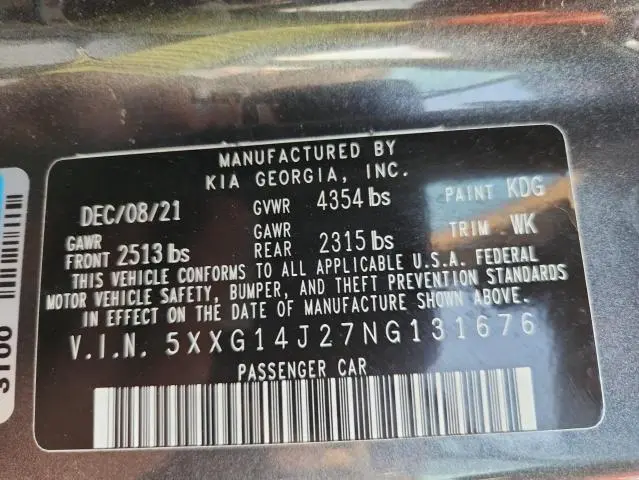 MANUFACTURED BY
KIA GEORGIA, INC.
DEC/08/21 GVWR 4354 lbs PAINT KDG
GAWR FRONT 2513 lbs GAWR REAR 2315 lbs TRIM WK
THIS VEHICLE CONFORMS TO ALL APPLICABLE U.S.A. FEDERAL
MOTOR VEHICLE SAFETY, BUMPER, AND THEFT PREVENTION STANDARDS
IN EFFECT ON THE DATE OF MANUFACTURE SHOWN ABOVE.
V.I.N. 5XXG14J27NG131676
PASSENGER CAR